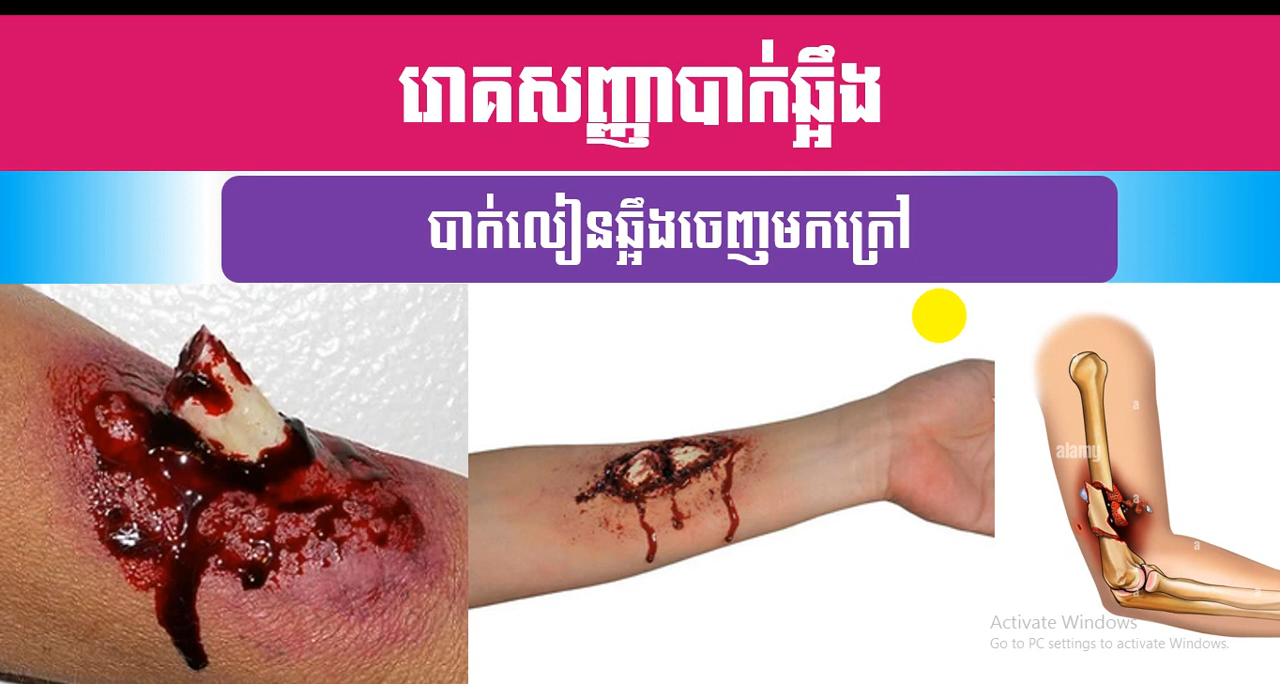 រោគសញ្ញាបាក់ឆ្អឹង
បាក់លៀនឆ្អឹងចេញមកក្រៅ
a
alamy
a
a
a
a
Activate Windows
Go to PC settings to activate Windows.